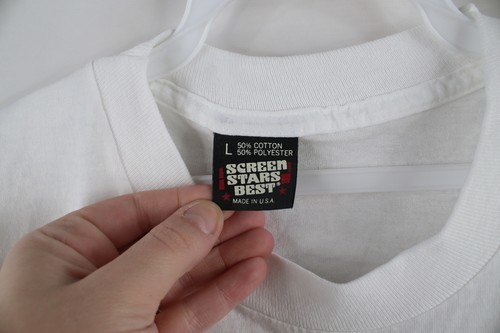 L 50% COTTON
50% POLYESTER
SCREEN
STARS
BEST®
MADE IN U.S.A.